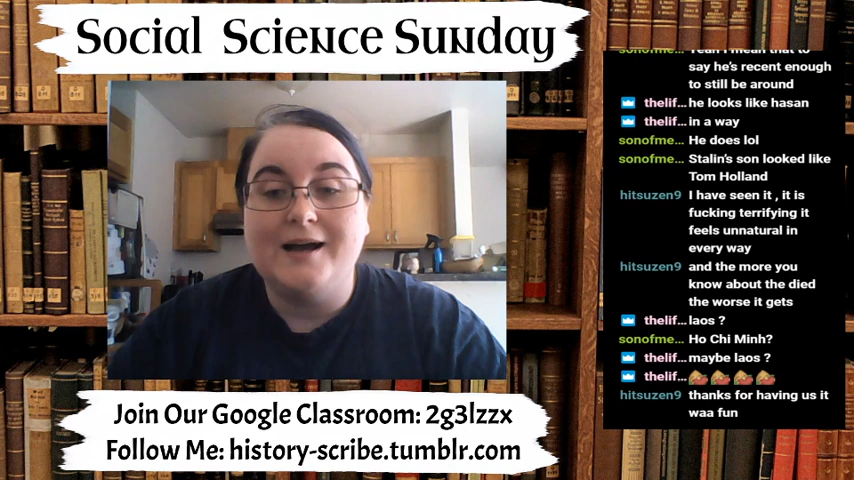 Social Science Sunday
sonofme... Yeah I mean that to
say he's recent enough
to still be around
thelif... he looks like hasan
thelif... in a way
sonofme... He does lol
sonofme... Stalin's son looked like
Tom Holland
hitsuzen9 I have seen it , it is
fucking terrifying it
feels unnatural in
every way
hitsuzen9 and the more you
know about the died
the worse it gets
thelif... laos ?
sonofme... Ho Chi Minh?
thelif... maybe laos ?
thelif...
hitsuzen9 thanks for having us it
waa fun
Join Our Google Classroom: 2g3lzzx
Follow Me: history-scribe.tumblr.com